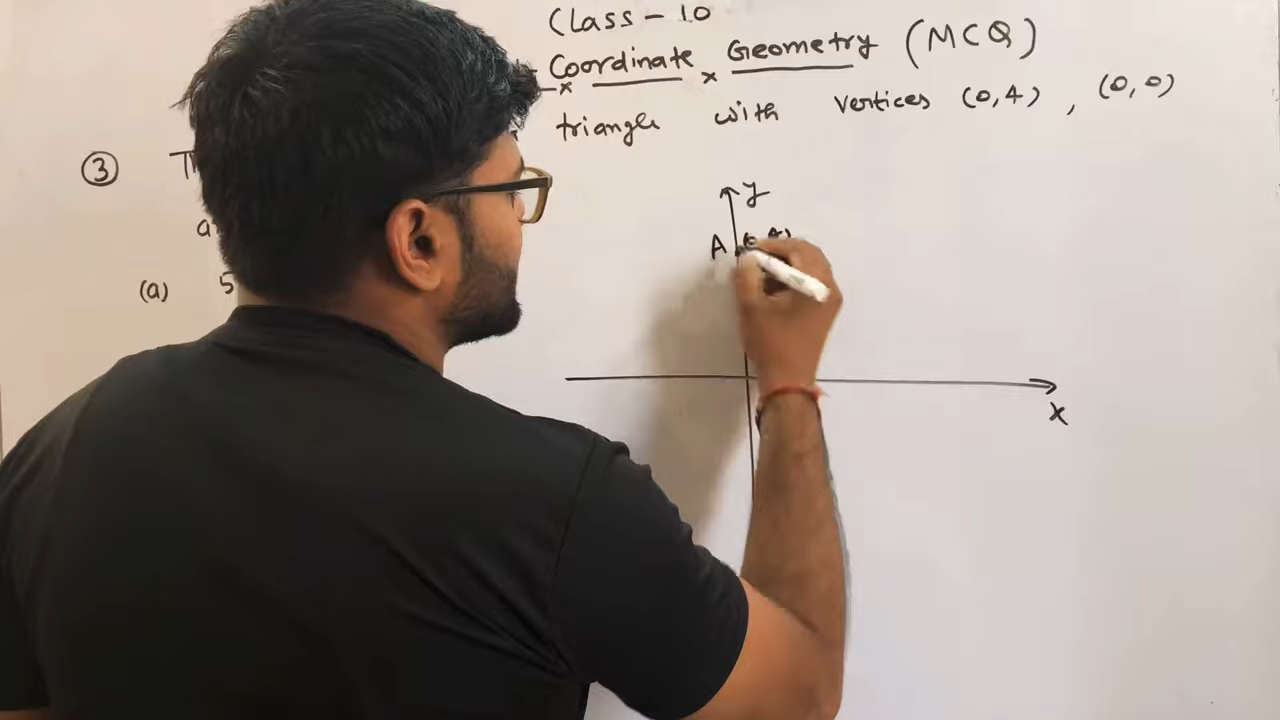 Class - 10
Coordinate Geometry (MCQ)
triangle with vertices (0,4) , (0,0)
③
y
A
(a) 5
x